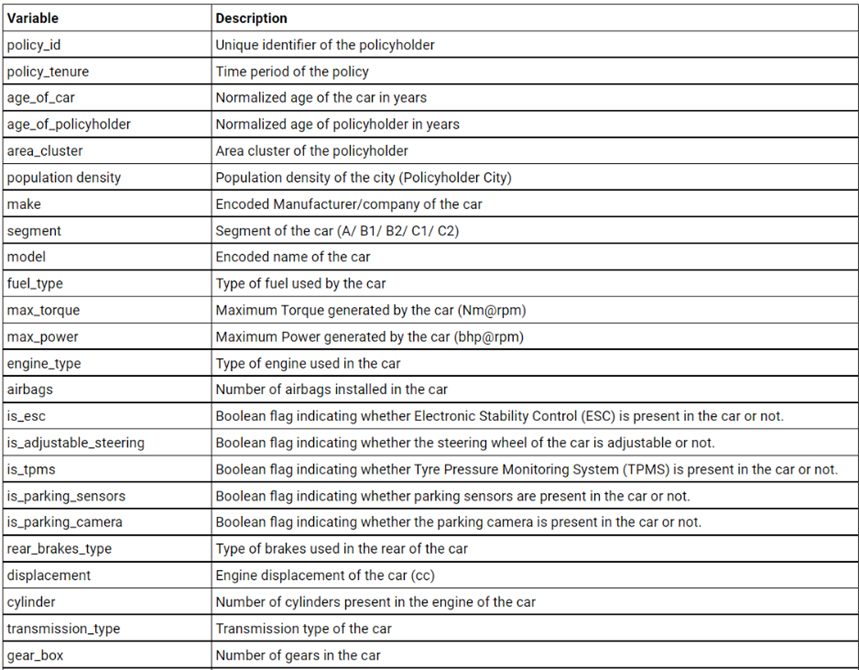 Variable Description
policy_id Unique identifier of the policyholder
policy_tenure Time period of the policy
age_of_car Normalized age of the car in years
age_of_policyholder Normalized age of policyholder in years
area_cluster Area cluster of the policyholder
population density Population density of the city (Policyholder City)
make Encoded Manufacturer/company of the car
segment Segment of the car (A/ B1/ B2/ C1/ C2)
model Encoded name of the car
fuel_type Type of fuel used by the car
max_torque Maximum Torque generated by the car (Nm@rpm)
max_power Maximum Power generated by the car (bhp@rpm)
engine_type Type of engine used in the car
airbags Number of airbags installed in the car
is_esc Boolean flag indicating whether Electronic Stability Control (ESC) is present in the car or not.
is_adjustable_steering Boolean flag indicating whether the steering wheel of the car is adjustable or not.
is_tpms Boolean flag indicating whether Tyre Pressure Monitoring System (TPMS) is present in the car or not.
is_parking_sensors Boolean flag indicating whether parking sensors are present in the car or not.
is_parking_camera Boolean flag indicating whether the parking camera is present in the car or not.
rear_brakes_type Type of brakes used in the rear of the car
displacement Engine displacement of the car (cc)
cylinder Number of cylinders present in the engine of the car
transmission_type Transmission type of the car
gear_box Number of gears in the car